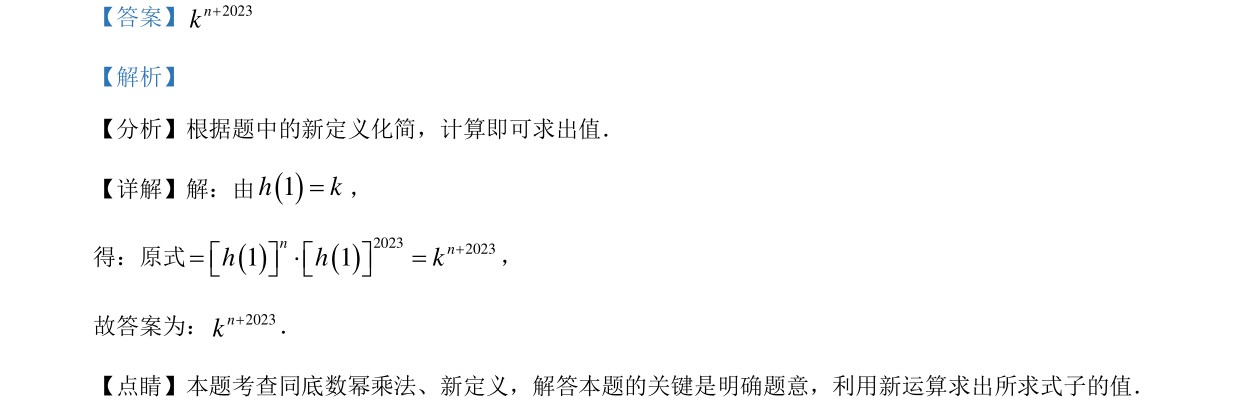 【答案】$k^{n+2023}$
【解析】
【分析】根据题中的新定义化简，计算即可求出值．
【详解】解：由 $h(1)=k$，
得：原式$=\left[h(1)\right]^{n}\cdot\left[h(1)\right]^{2023}=k^{n+2023}$，
故答案为：$k^{n+2023}$．
【点睛】本题考查同底数幂乘法、新定义，解答本题的关键是明确题意，利用新运算求出所求式子的值．